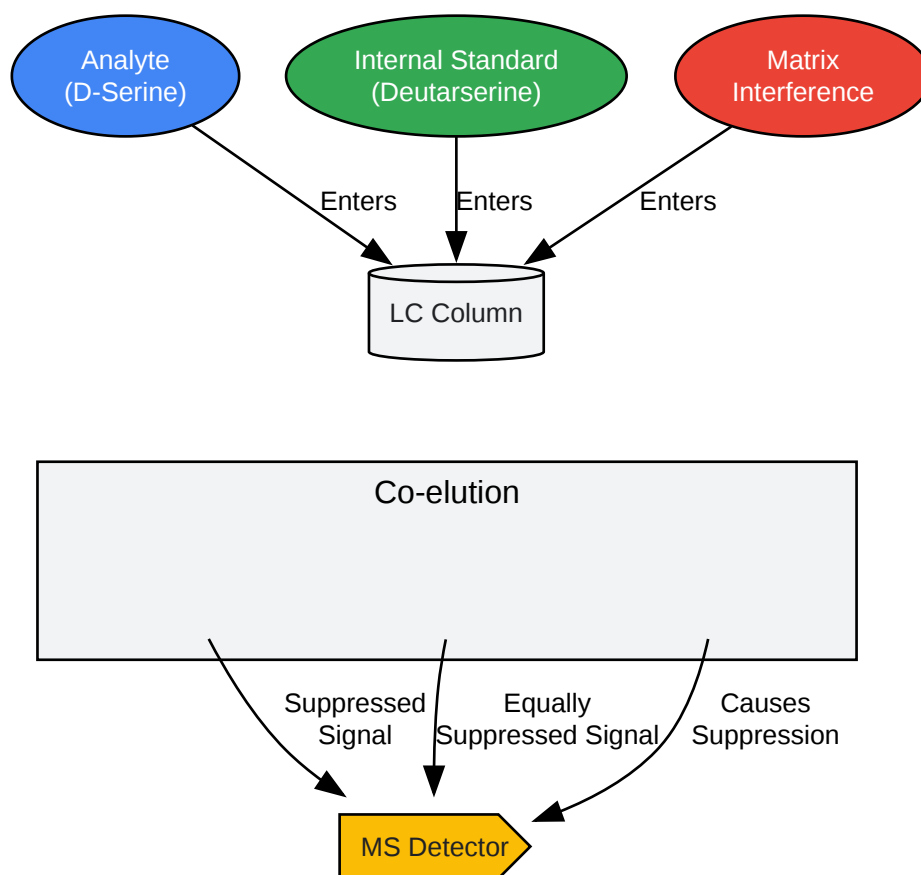 Analyte
(D-Serine)
Internal Standard
(Deutarserine)
Matrix
Interference
Enters
Enters
Enters
LC Column
Co-elution
Suppressed
Signal
Equally
Suppressed Signal
Causes
Suppression
MS Detector